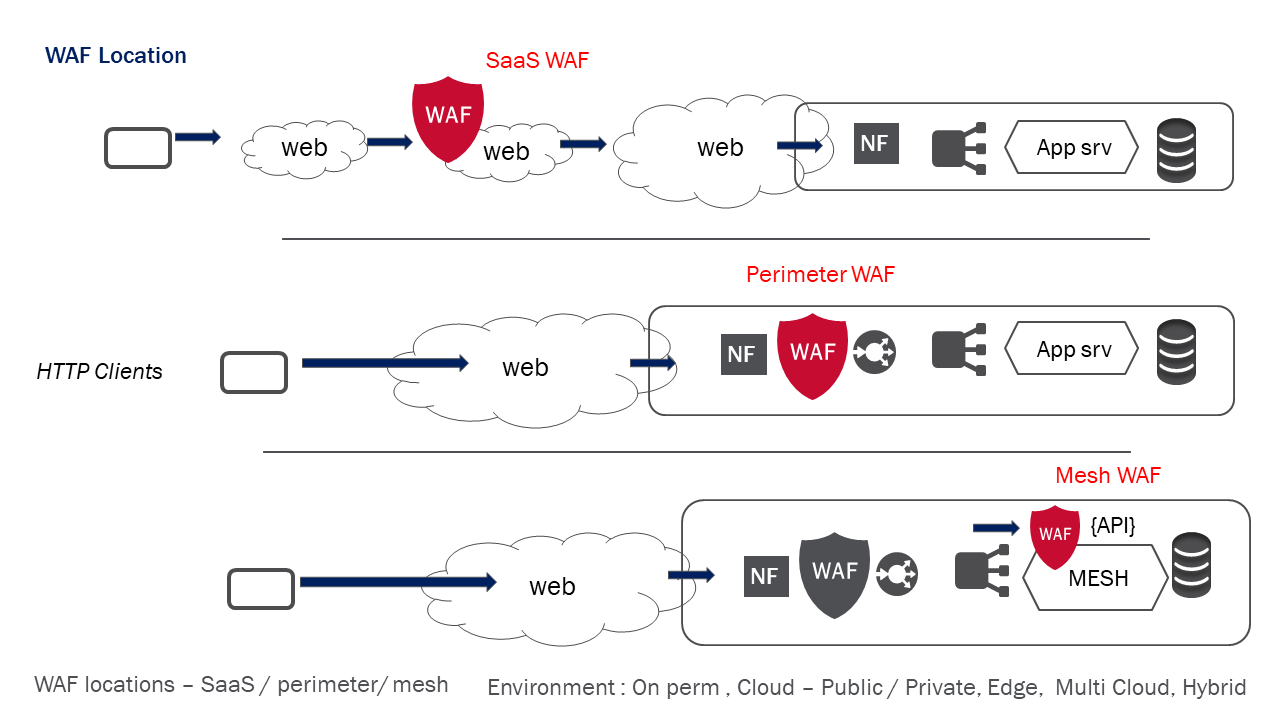 WAF Location
SaaS WAF
WAF
web
web
web
NF
App srv
Perimeter WAF
HTTP Clients
web
NF
WAF
App srv
Mesh WAF
web
NF
WAF
WAF
{API}
MESH
WAF locations – SaaS / perimeter/ mesh
Environment : On perm , Cloud – Public / Private, Edge, Multi Cloud, Hybrid